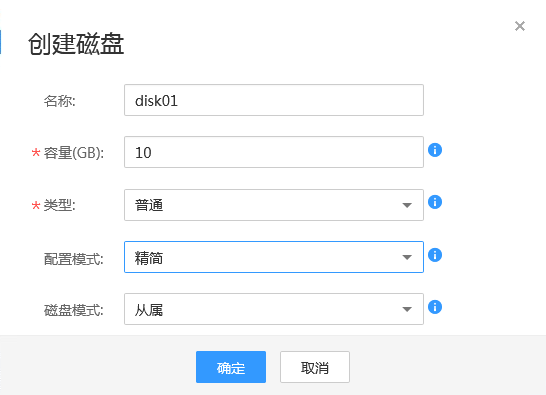 创建磁盘
名称: disk01
* 容量(GB): 10
* 类型: 普通
配置模式: 精简
磁盘模式: 从属
确定 取消